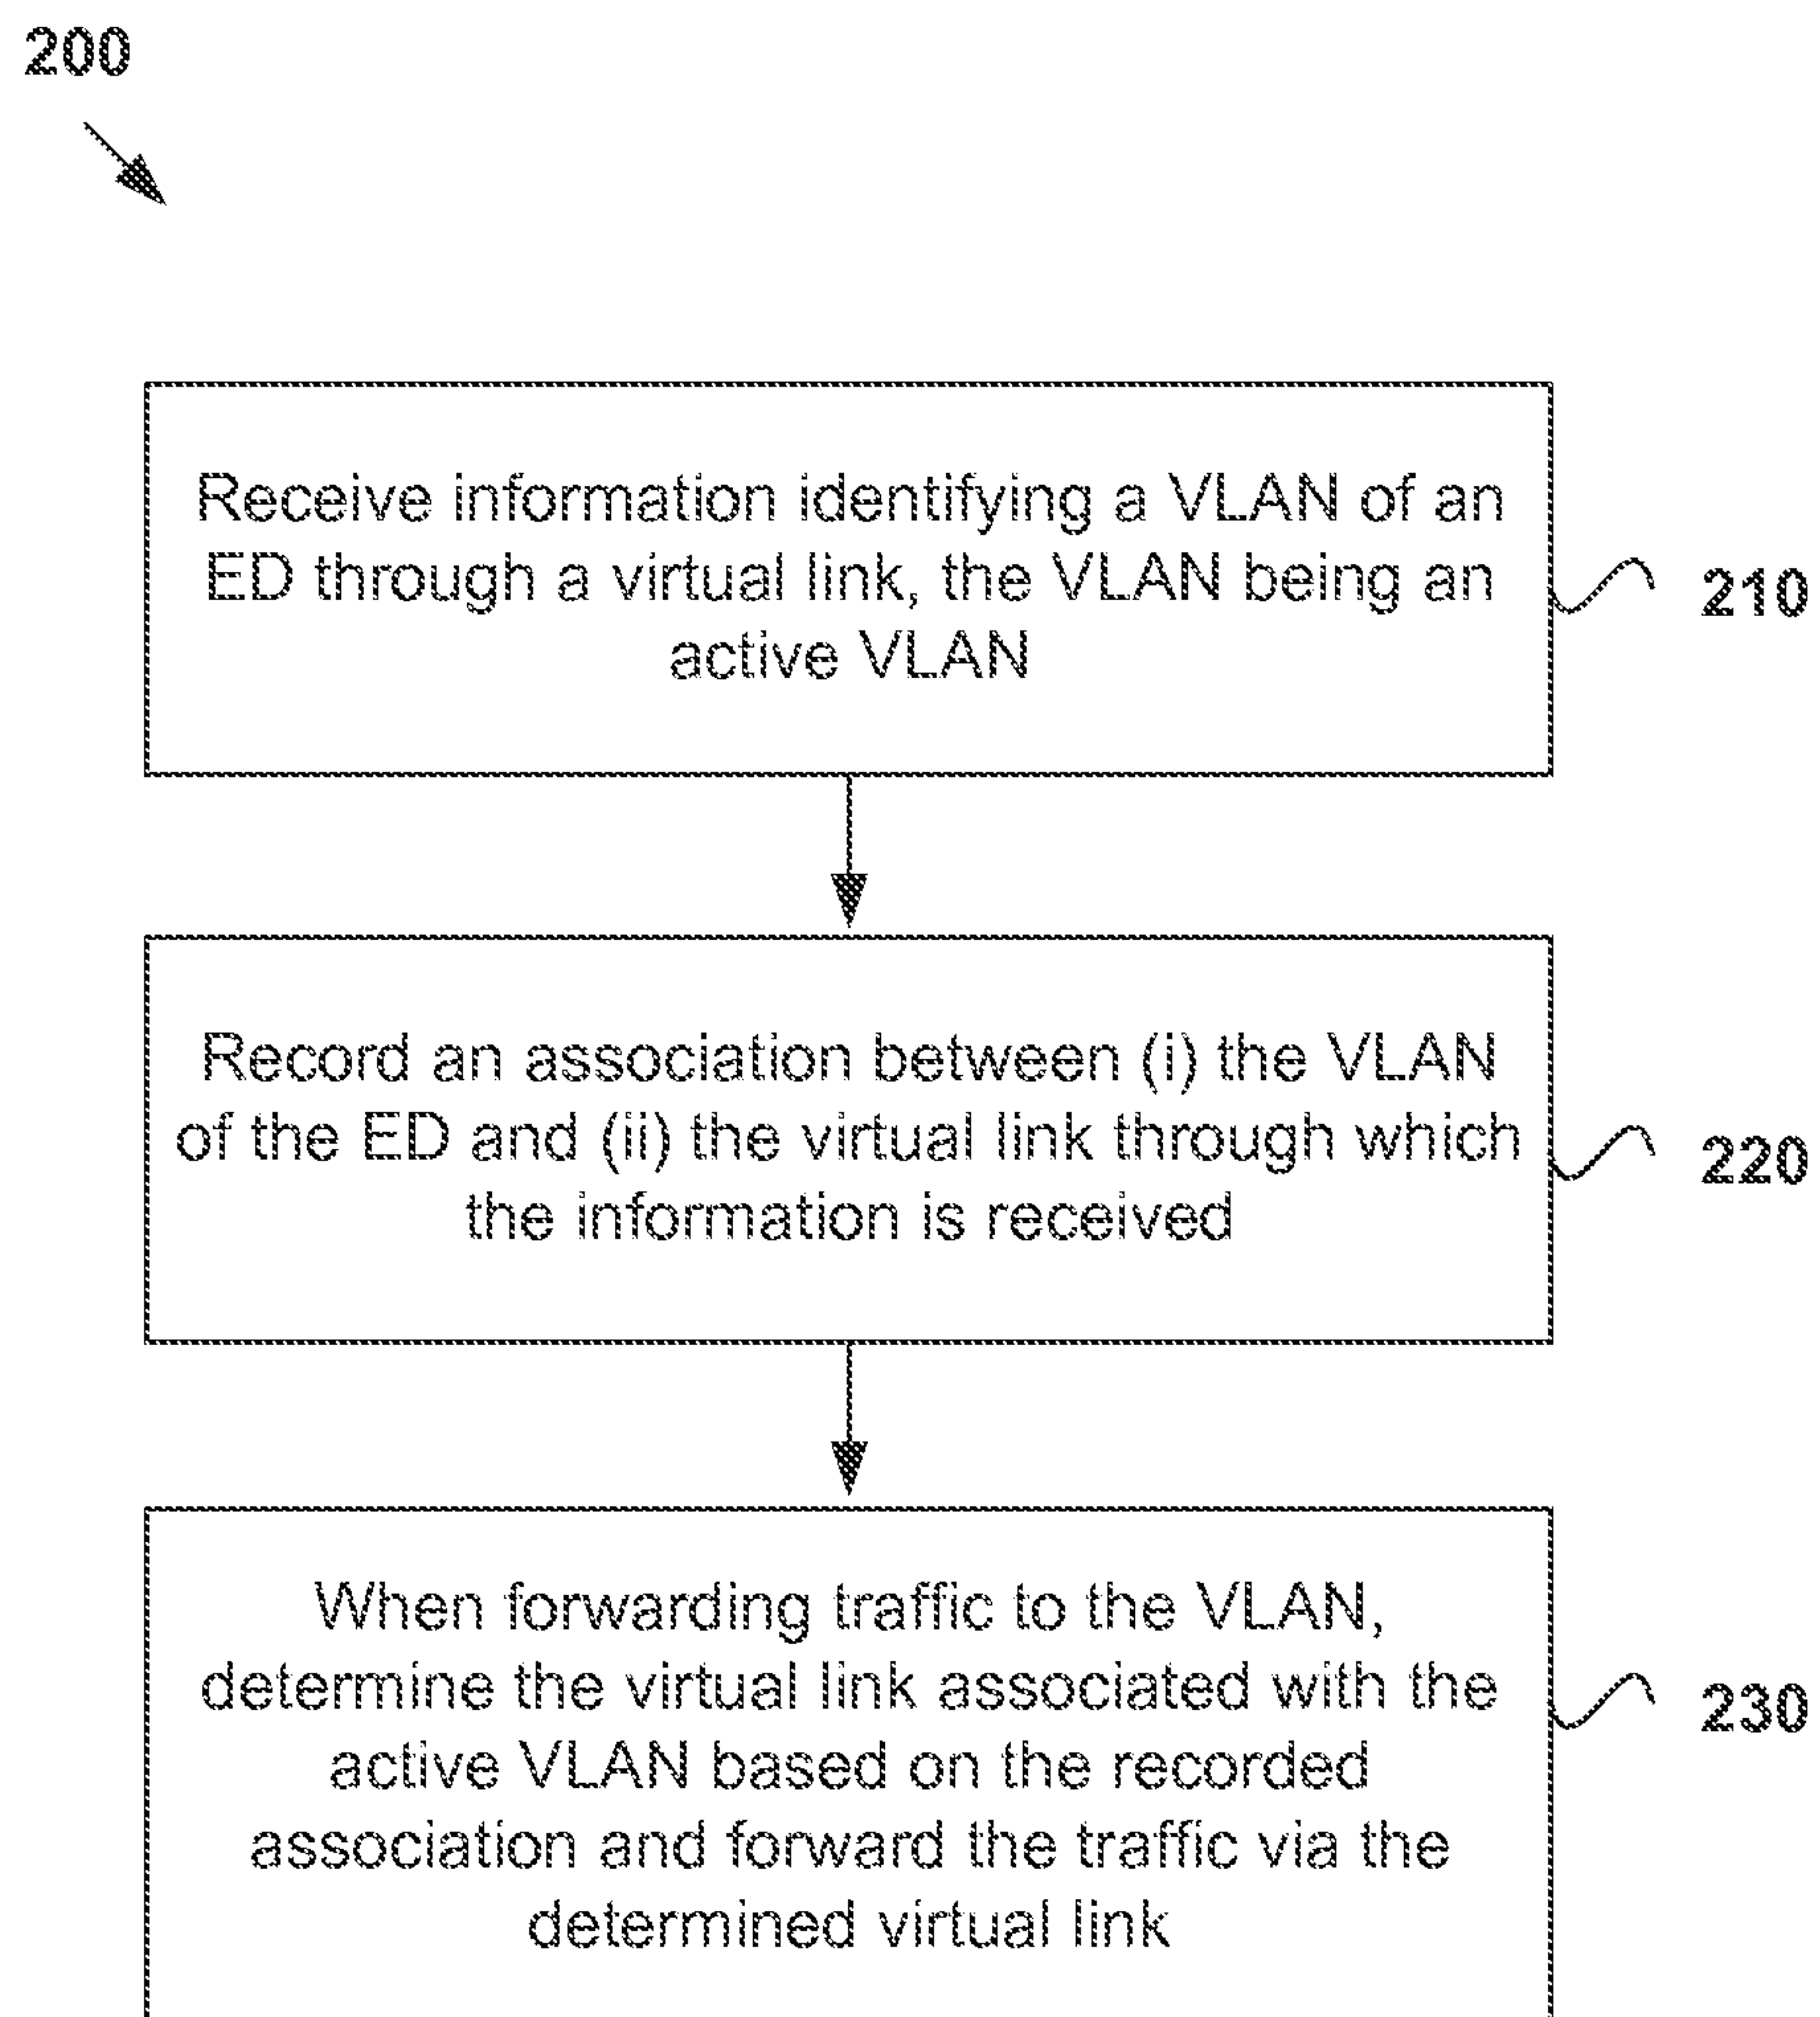 200
Receive information identifying a VLAN of an
ED through a virtual link, the VLAN being an
active VLAN
210
Record an association between (i) the VLAN
of the ED and (ii) the virtual link through which
the information is received
220
When forwarding traffic to the VLAN,
determine the virtual link associated with the
active VLAN based on the recorded
association and forward the traffic via the
determined virtual link
230